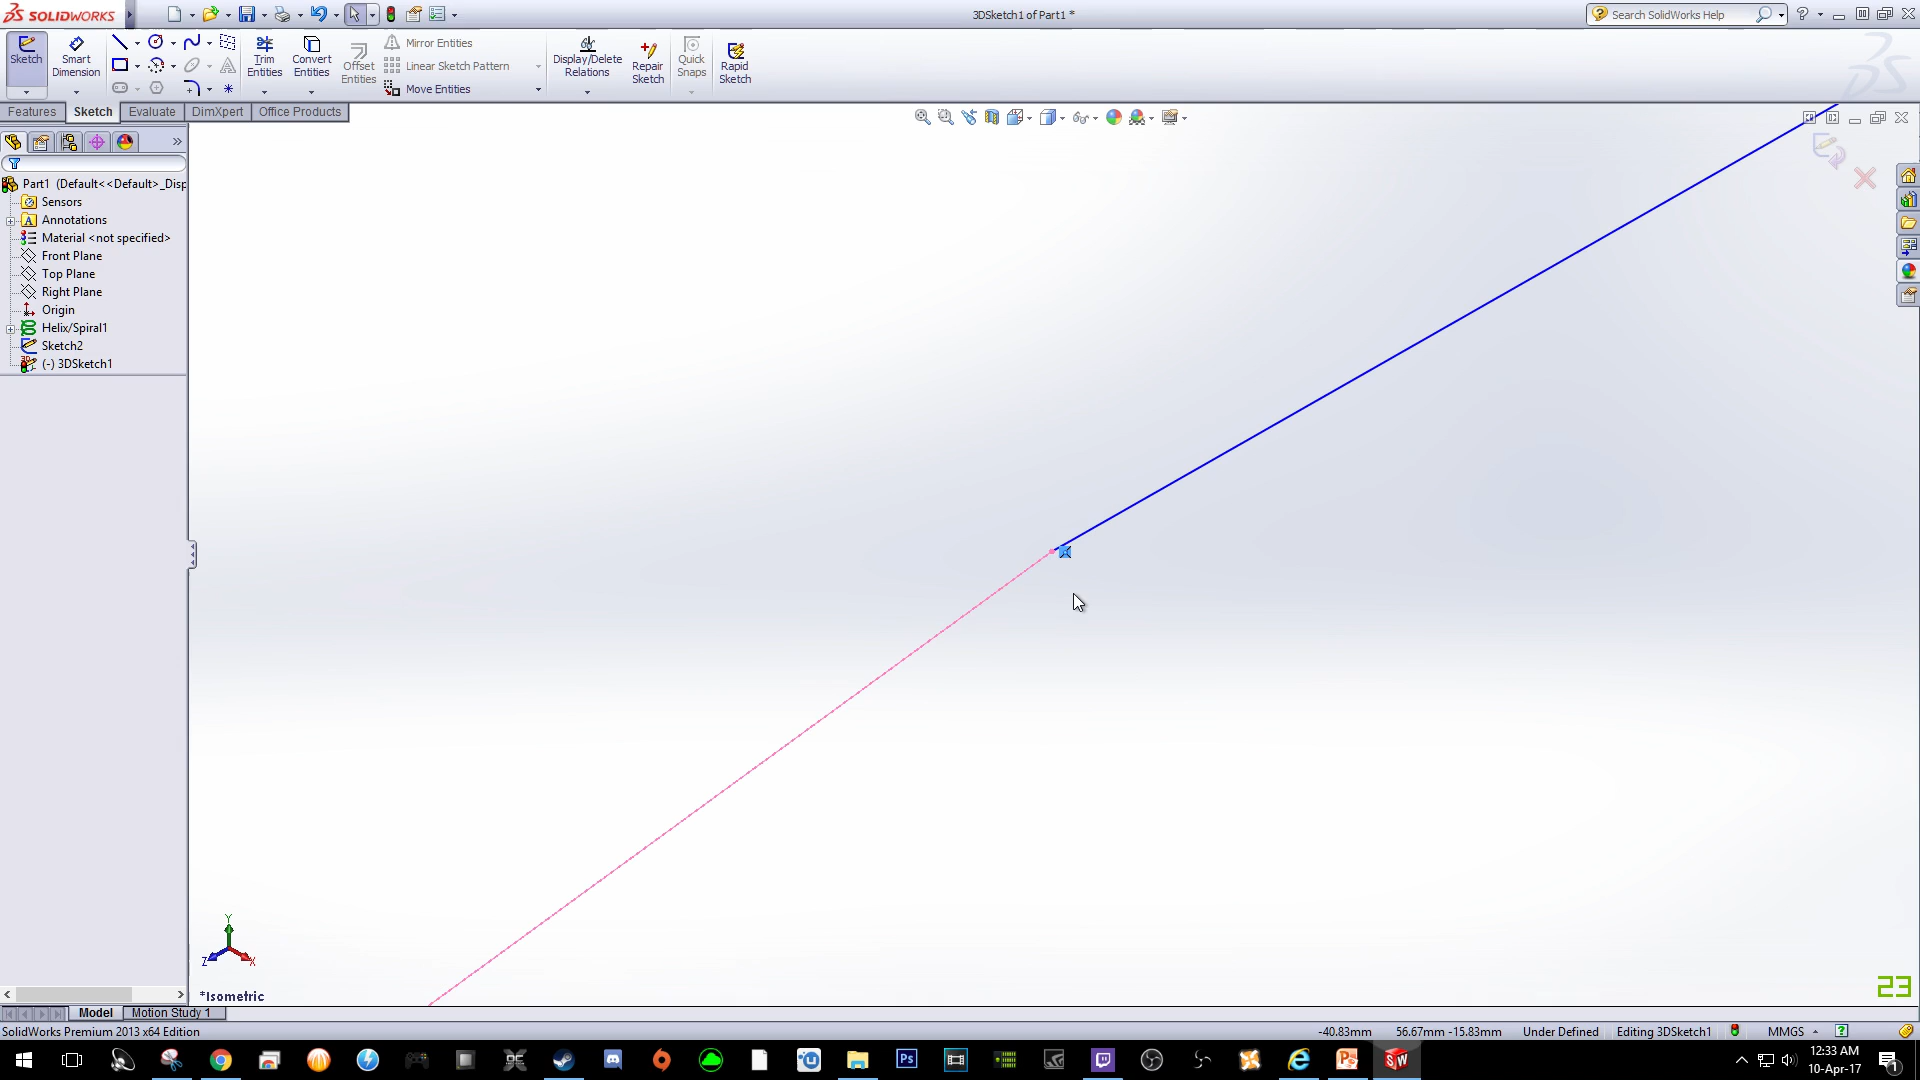 SOLIDWORKS
3DSketch1 of Part1 *
Search SolidWorks Help
Sketch
Smart Dimension
Trim Entities
Convert Entities
Offset Entities
Mirror Entities
Linear Sketch Pattern
Move Entities
Display/Delete Relations
Repair Sketch
Quick Snaps
Rapid Sketch
Features
Sketch
Evaluate
DimXpert
Office Products
Part1 (Default<<Default>_Disp
Sensors
Annotations
Material <not specified>
Front Plane
Top Plane
Right Plane
Origin
Helix/Spiral1
Sketch2
(-) 3DSketch1
Y
Z
X
*Isometric
23
Model
Motion Study 1
SolidWorks Premium 2013 x64 Edition
-40.83mm
56.67mm -15.83mm
Under Defined
Editing 3DSketch1
MMGS
12:33 AM
10-Apr-17